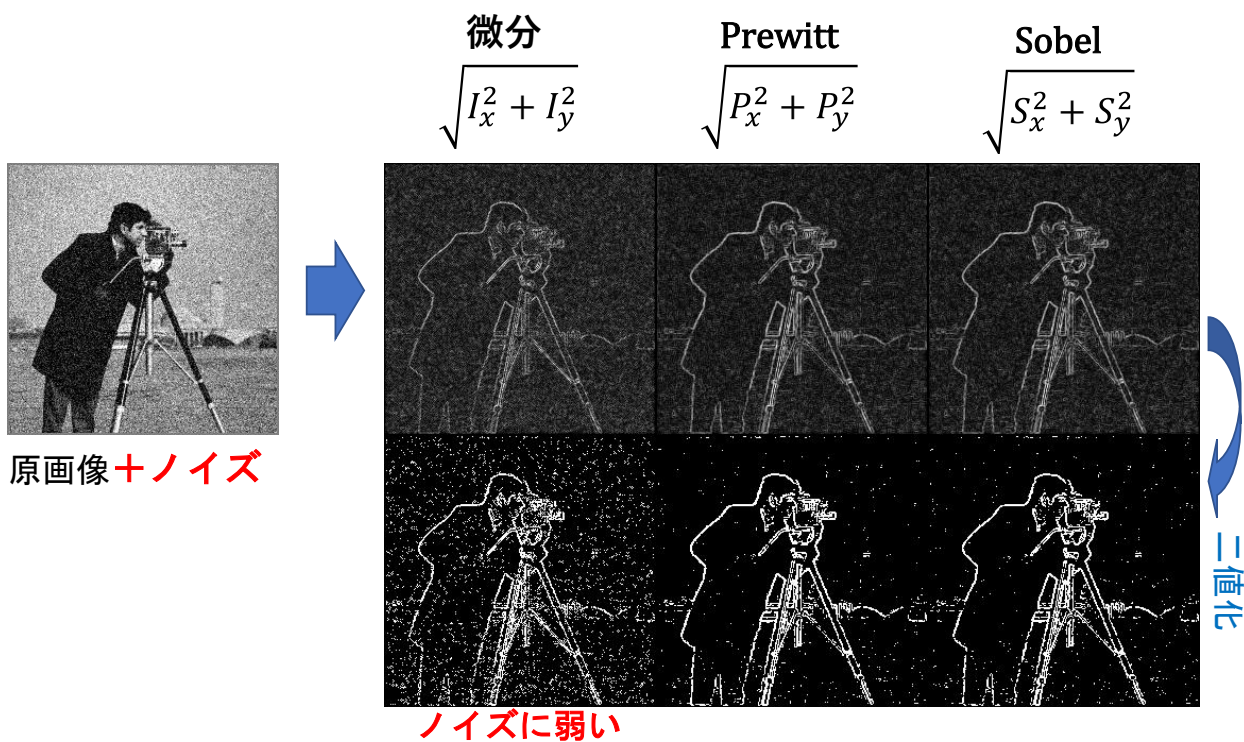 微分
Prewitt
Sobel
√(I_x^2 + I_y^2)
√(P_x^2 + P_y^2)
√(S_x^2 + S_y^2)
原画像＋ノイズ
二値化
ノイズに弱い